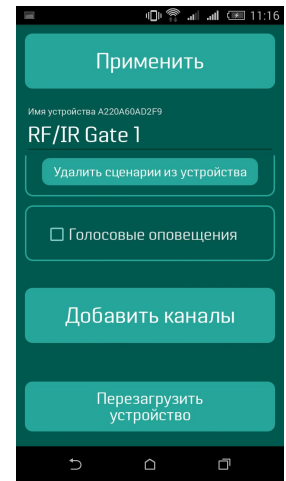 11:16
Применить
Имя устройства A220A60AD2F9
RF/IR Gate 1
Удалить сценарии из устройства
Голосовые оповещения
Добавить каналы
Перезагрузить
устройство